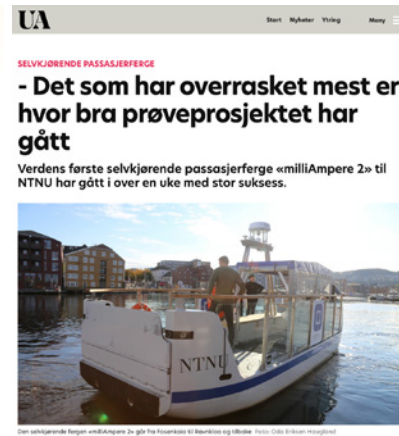 UA
Start Nyheter Ytring Meny
SELVKJØRENDE PASSASJERFERGE
- Det som har overrasket mest er
hvor bra prøveprosjektet har
gått
Verdens første selvkjørende passasjerferge «milliAmpere 2» til
NTNU har gått i over en uke med stor suksess.
NTNU
Den selvkjørende fergen «milliAmpere 2» går fra Fosenkaia til Ravnkloa og tilbake Foto: Oda Eriksen Haugland